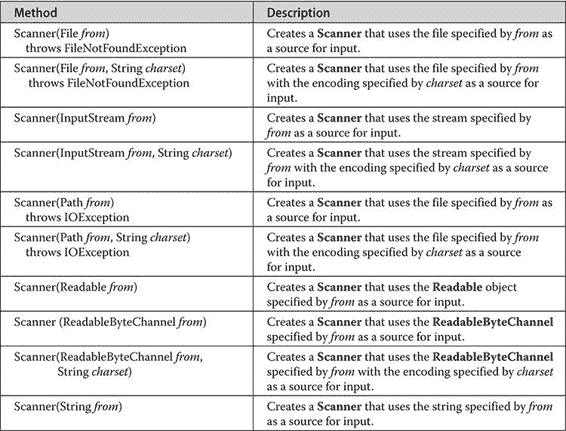 Method Description
Scanner(File from)
throws FileNotFoundException
Creates a Scanner that uses the file specified by from as
a source for input.
Scanner(File from, String charset)
throws FileNotFoundException
Creates a Scanner that uses the file specified by from
with the encoding specified by charset as a source for
input.
Scanner(InputStream from)
Creates a Scanner that uses the stream specified by
from as a source for input.
Scanner(InputStream from, String charset)
Creates a Scanner that uses the stream specified by
from with the encoding specified by charset as a source
for input.
Scanner(Path from)
throws IOException
Creates a Scanner that uses the file specified by from as
a source for input.
Scanner(Path from, String charset)
throws IOException
Creates a Scanner that uses the file specified by from
with the encoding specified by charset as a source
for input.
Scanner(Readable from)
Creates a Scanner that uses the Readable object
specified by from as a source for input.
Scanner (ReadableByteChannel from)
Creates a Scanner that uses the ReadableByteChannel
specified by from as a source for input.
Scanner(ReadableByteChannel from,
String charset)
Creates a Scanner that uses the ReadableByteChannel
specified by from with the encoding specified by charset
as a source for input.
Scanner(String from)
Creates a Scanner that uses the string specified by from
as a source for input.